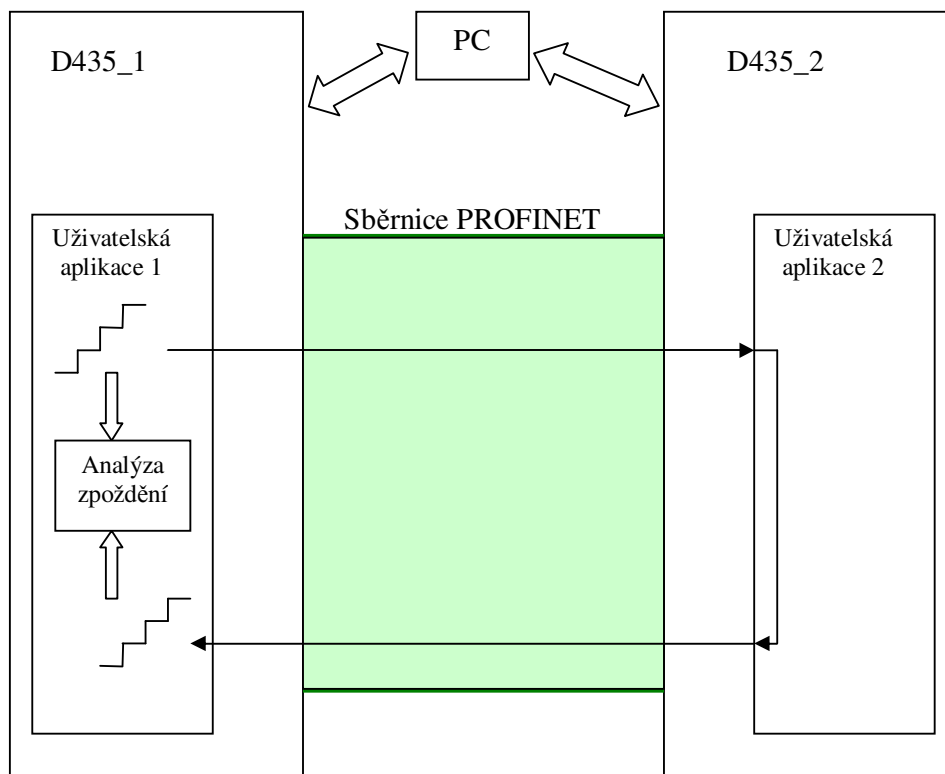 D435_1
PC
D435_2
Sběrnice PROFINET
Uživatelská
aplikace 1
Uživatelská
aplikace 2
Analýza
zpoždění